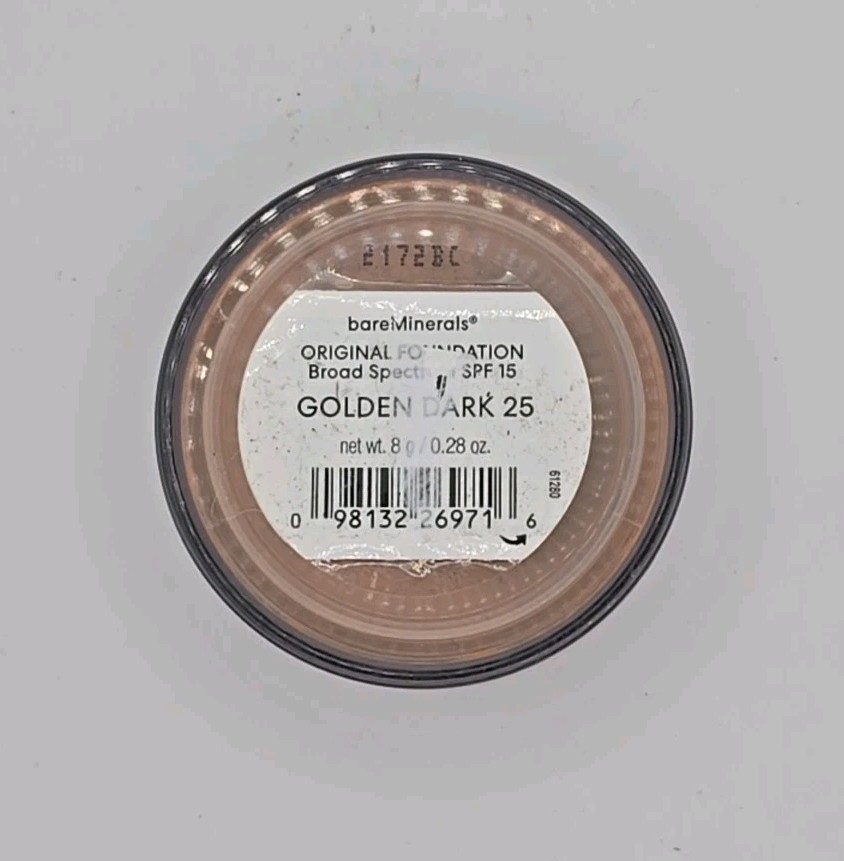 2172BC
bareMinerals®
ORIGINAL FOUNDATION
Broad Spectrum SPF 15
GOLDEN DARK 25
net wt. 8 g / 0.28 oz.
61280
0 98132 26971 6